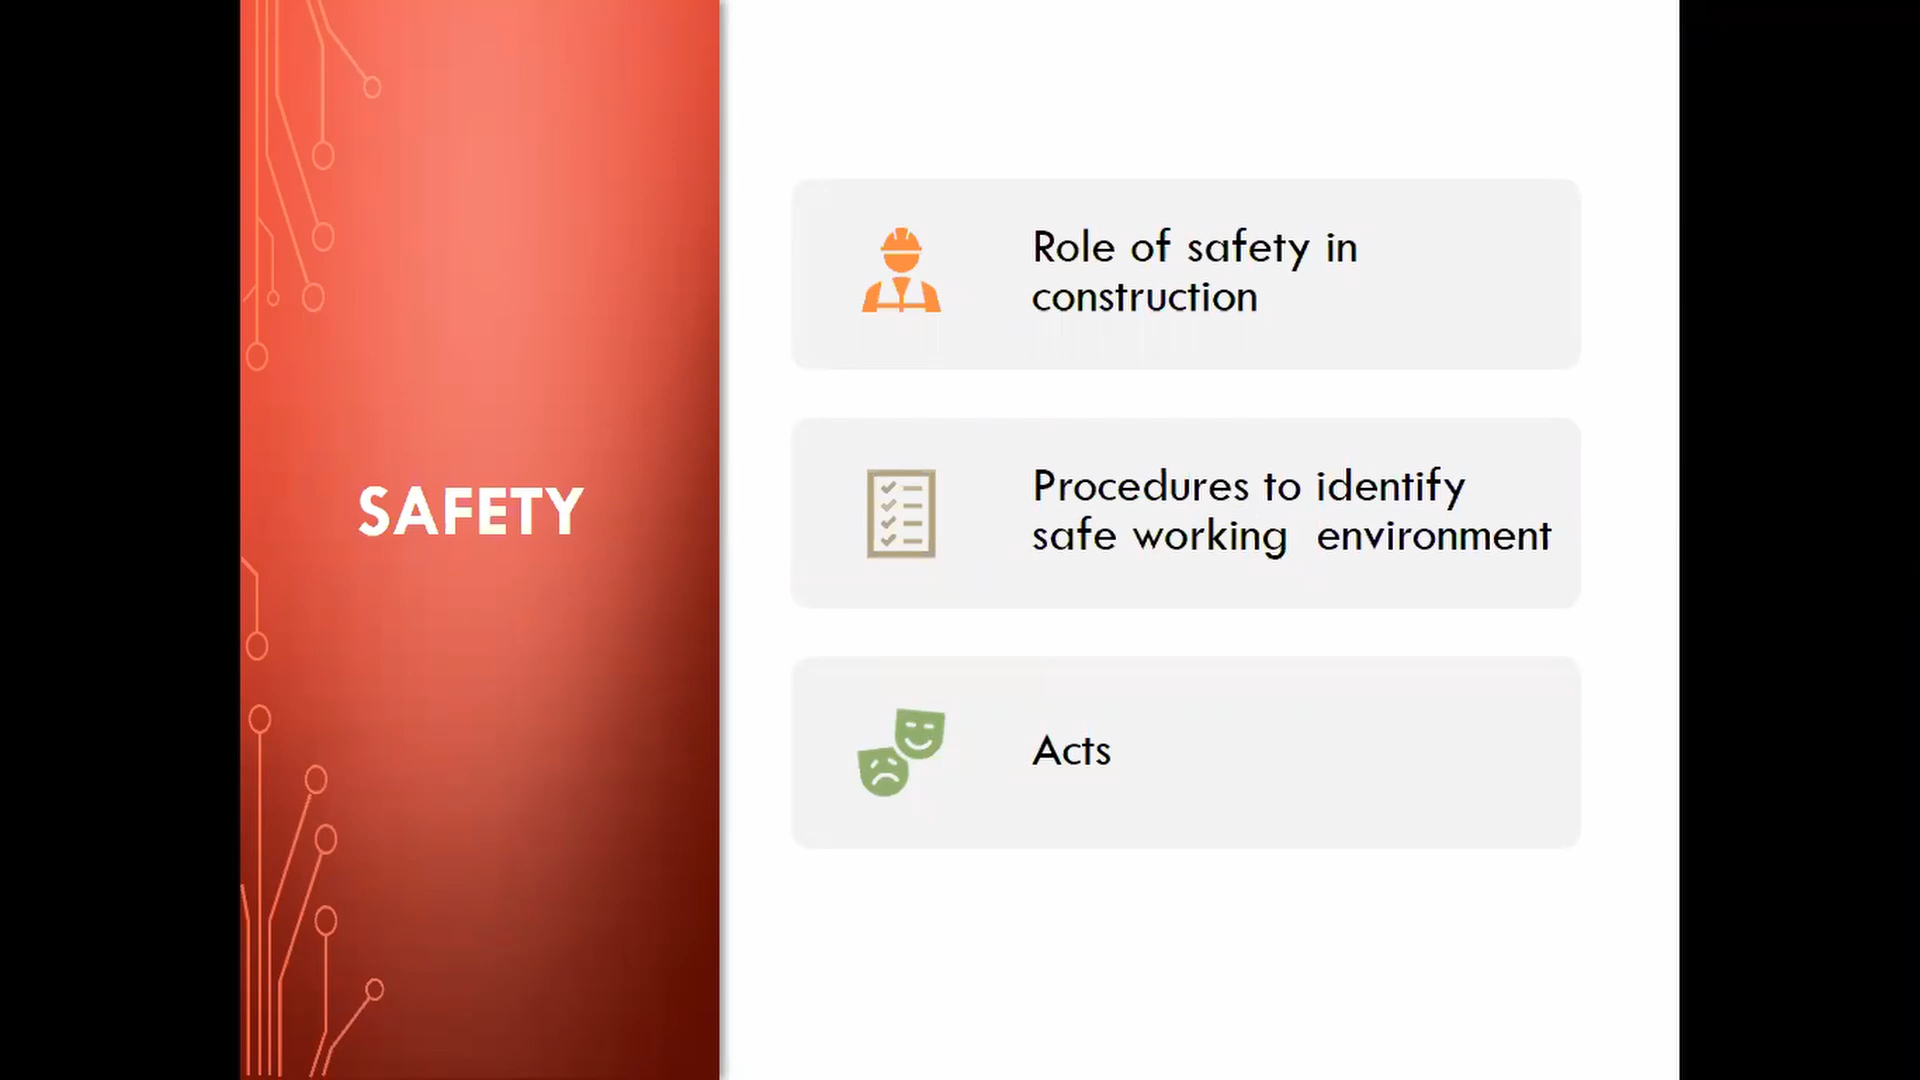 SAFETY
Role of safety in
construction
Procedures to identify
safe working  environment
Acts